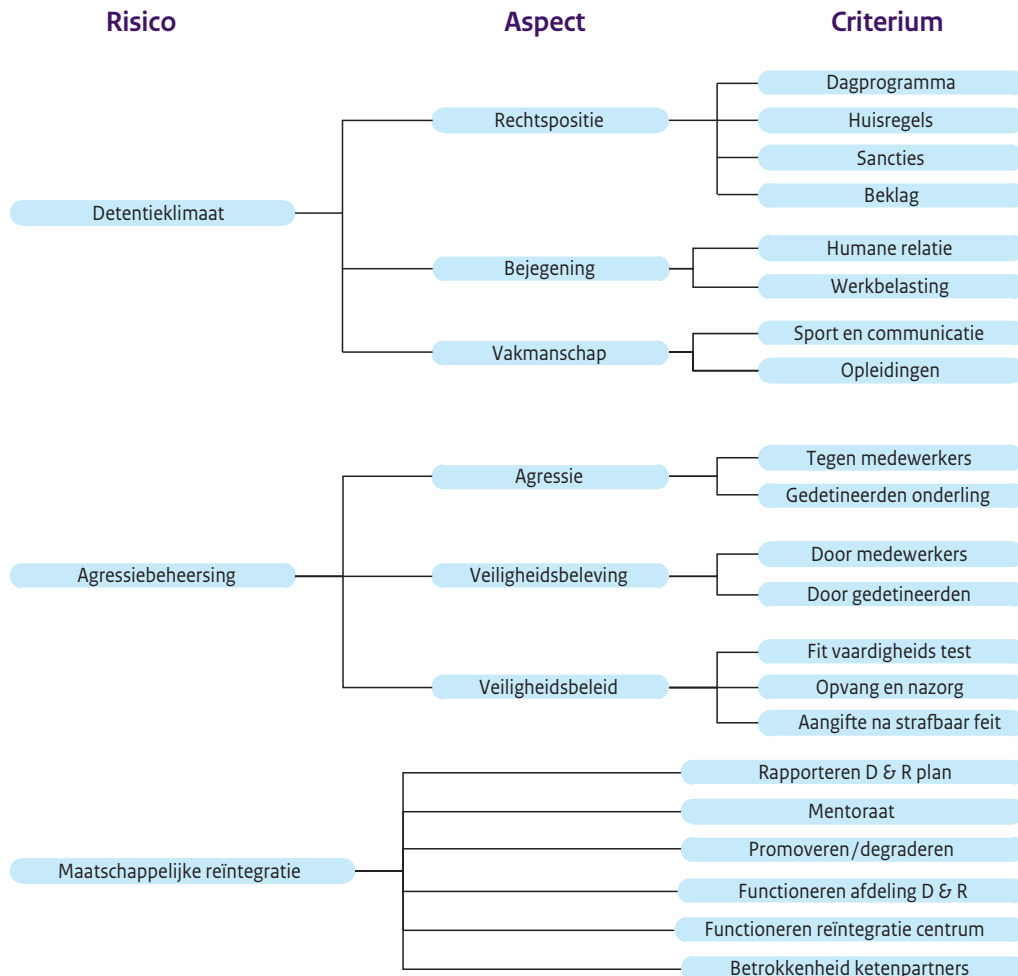 Risico
Aspect
Criterium
Detentieklimaat
Rechtspositie
Dagprogramma
Huisregels
Sancties
Beklag
Bejegening
Humane relatie
Werkbelasting
Vakmanschap
Sport en communicatie
Opleidingen
Agressiebeheersing
Agressie
Tegen medewerkers
Gedetineerden onderling
Veiligheidsbeleving
Door medewerkers
Door gedetineerden
Veiligheidsbeleid
Fit vaardigheids test
Opvang en nazorg
Aangifte na strafbaar feit
Maatschappelijke reïntegratie
Rapporteren D & R plan
Mentoraat
Promoveren/degraderen
Functioneren afdeling D & R
Functioneren reïntegratie centrum
Betrokkenheid ketenpartners